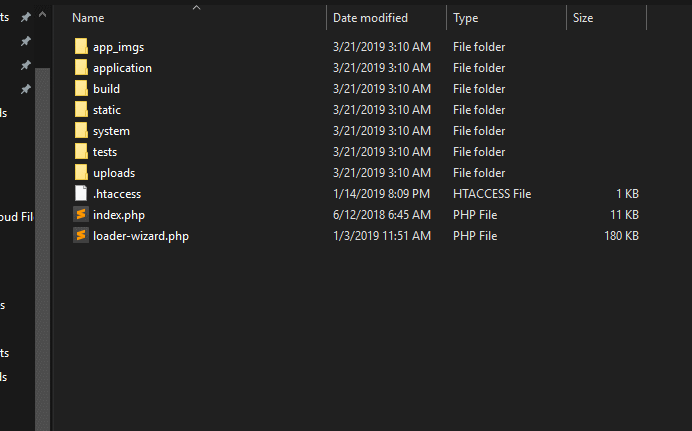 Name Date modified Type Size
ts
app_imgs 3/21/2019 3:10 AM File folder
application 3/21/2019 3:10 AM File folder
build 3/21/2019 3:10 AM File folder
ls static 3/21/2019 3:10 AM File folder
system 3/21/2019 3:10 AM File folder
tests 3/21/2019 3:10 AM File folder
uploads 3/21/2019 3:10 AM File folder
.htaccess 1/14/2019 8:09 PM HTACCESS File 1 KB
oud Fil index.php 6/12/2018 6:45 AM PHP File 11 KB
loader-wizard.php 1/3/2019 11:51 AM PHP File 180 KB
s
ts
ls